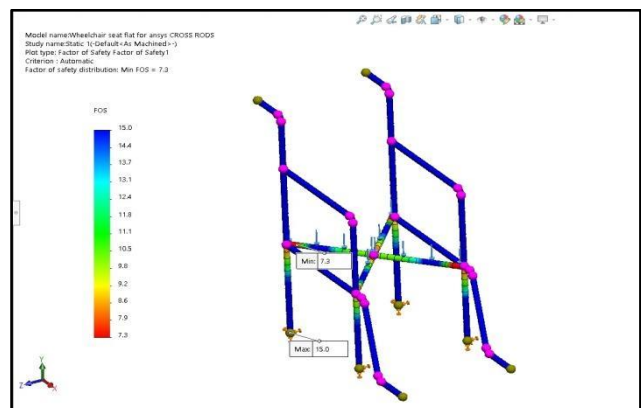 Model name:Wheelchair seat flat for ansys CROSS RODS
Study name:Static 1(-Default<As Machined>-)
Plot type: Factor of Safety Factor of Safety1
Criterion : Automatic
Factor of safety distribution: Min FOS = 7.3
FOS
15.0
14.4
13.7
13.1
12.4
11.8
11.1
10.5
9.8
9.2
8.6
7.9
7.3
Min: 7.3
Max: 15.0
Y
Z
X